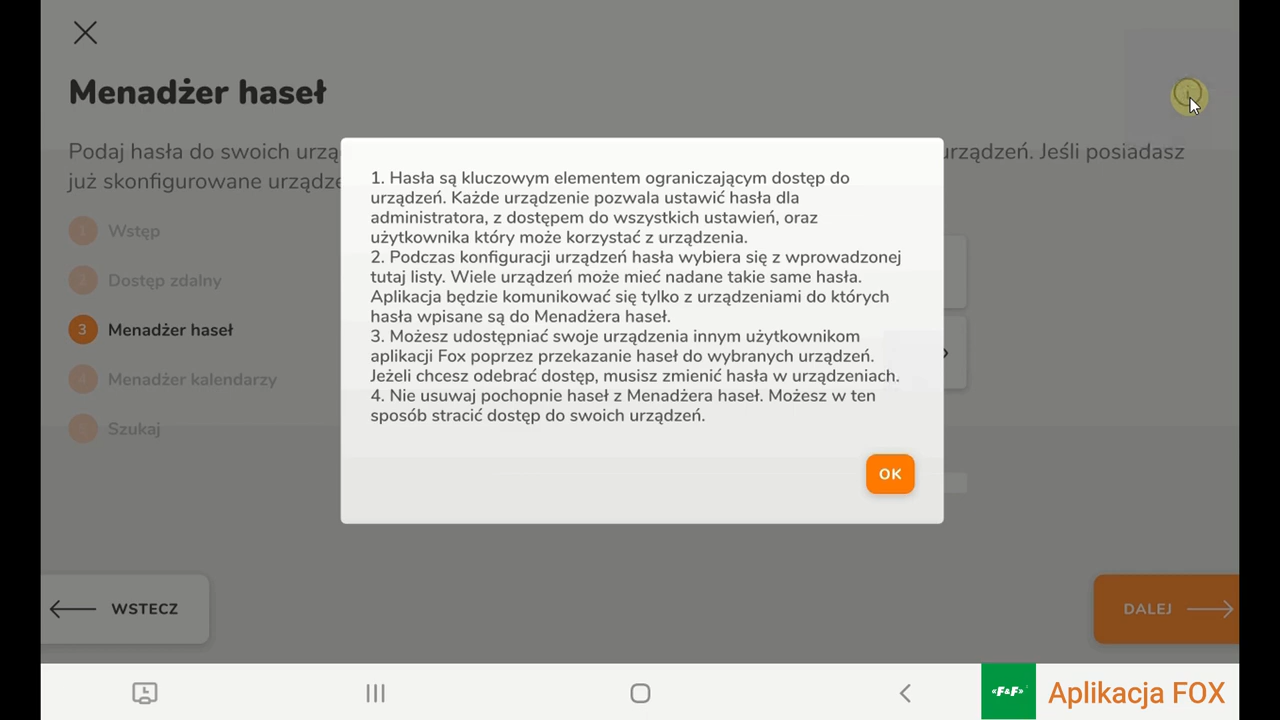 Menadżer haseł
Podaj hasła do swoich urzą urządzeń. Jeśli posiadasz
już skonfigurowane urządze
1 Wstęp
Dostęp zdalny
3 Menadżer haseł
Menadżer kalendarzy
Szukaj
1. Hasła są kluczowym elementem ograniczającym dostęp do
urządzeń. Każde urządzenie pozwala ustawić hasła dla
administratora, z dostępem do wszystkich ustawień, oraz
użytkownika który może korzystać z urządzenia.
2. Podczas konfiguracji urządzeń hasła wybiera się z wprowadzonej
tutaj listy. Wiele urządzeń może mieć nadane takie same hasła.
Aplikacja będzie komunikować się tylko z urządzeniami do których
hasła wpisane są do Menadżera haseł.
3. Możesz udostępniać swoje urządzenia innym użytkownikom
aplikacji Fox poprzez przekazanie haseł do wybranych urządzeń.
Jeżeli chcesz odebrać dostęp, musisz zmienić hasła w urządzeniach.
4. Nie usuwaj pochopnie haseł z Menadżera haseł. Możesz w ten
sposób stracić dostęp do swoich urządzeń.
OK
WSTECZ
DALEJ
«F&F»
Aplikacja FOX